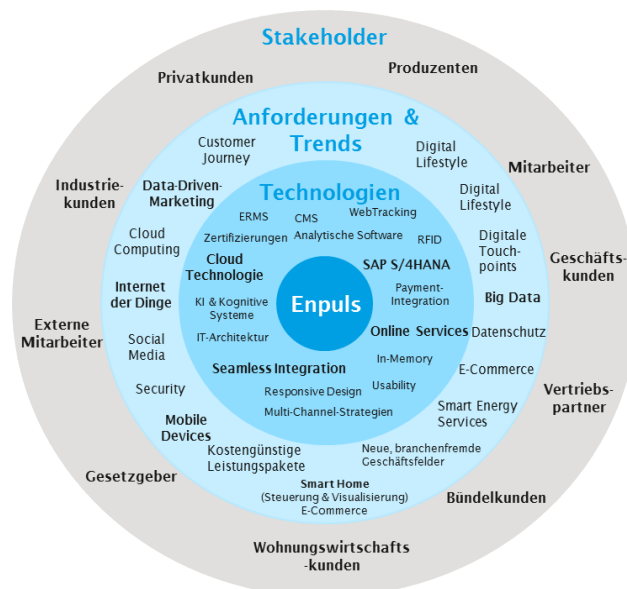 Stakeholder
Produzenten
Privatkunden
Anforderungen &
Trends
Customer
Journey
Digital
Lifestyle
Mitarbeiter
Industrie-
kunden
Data-Driven-
Marketing
Technologien
Digital
Lifestyle
ERMS
CMS
WebTracking
Cloud
Computing
Zertifizierungen
Analytische Software
RFID
Digitale
Touch-
points
Geschäfts-
kunden
Cloud
Technologie
SAP S/4HANA
Internet
der Dinge
KI & Kognitive
Systeme
Enpuls
Payment-
Integration
Big Data
Externe
Mitarbeiter
Social
Media
IT-Architektur
Online Services
Datenschutz
Seamless Integration
In-Memory
E-Commerce
Security
Responsive Design
Usability
Vertriebs-
partner
Mobile
Devices
Multi-Channel-Strategien
Smart Energy
Services
Kostengünstige
Leistungspakete
Neue, branchenfremde
Geschäftsfelder
Gesetzgeber
Smart Home
(Steuerung & Visualisierung)
E-Commerce
Bündelkunden
Wohnungswirtschafts
-kunden